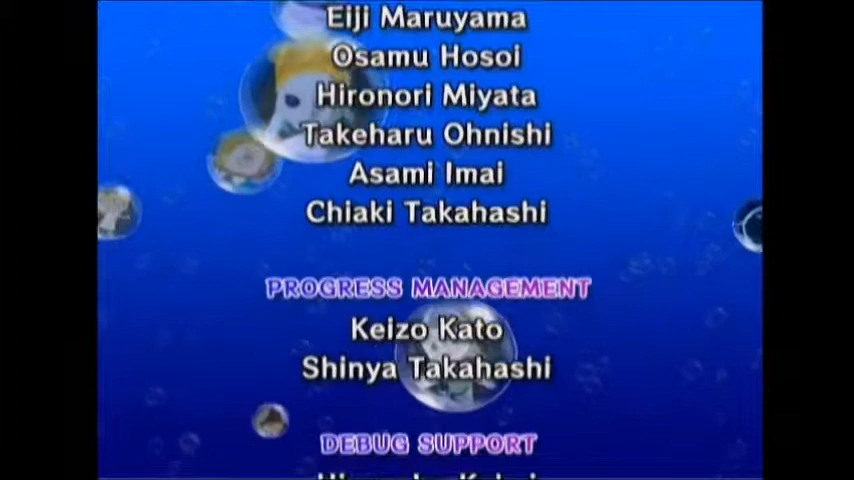 Eiji Maruyama
Osamu Hosoi
Hironori Miyata
Takeharu Ohnishi
Asami Imai
Chiaki Takahashi
PROGRESS MANAGEMENT
Keizo Kato
Shinya Takahashi
DEBUG SUPPORT